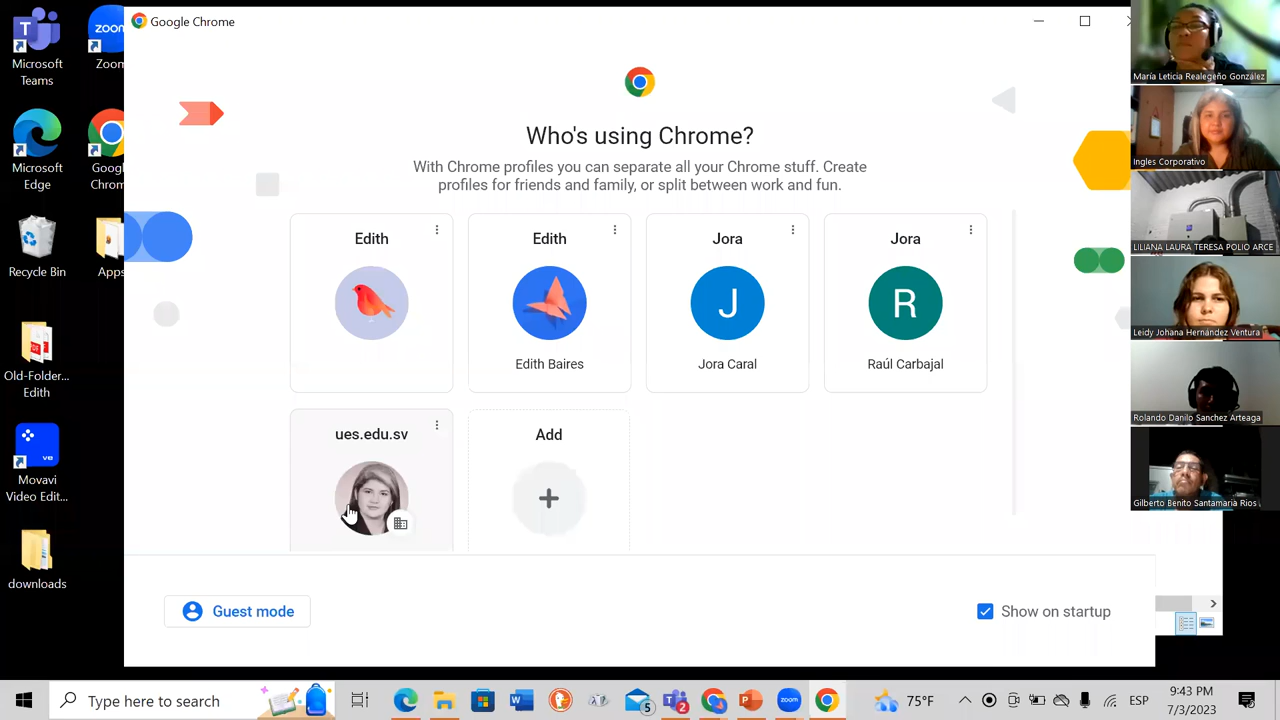 Google Chrome
Microsoft
Teams
Zoom
Microsoft
Edge
Google
Chrom
Recycle Bin
Apps
Old-Folder...
Edith
Movavi
Video Edit...
downloads
Who's using Chrome?
With Chrome profiles you can separate all your Chrome stuff. Create
profiles for friends and family, or split between work and fun.
Edith
Edith
Edith Baires
Jora
J
Jora Caral
Jora
R
Raúl Carbajal
ues.edu.sv
Add
Guest mode
Show on startup
María Leticia Realegeño González
Ingles Corporativo
LILIANA LAURA TERESA POLIO ARCE
Leidy Johana Hernández Ventura
Rolando Danilo Sanchez Arteaga
Gilberto Benito Santamaria Rios
Type here to search
5
2
zoom
75°F
ESP
9:43 PM
7/3/2023